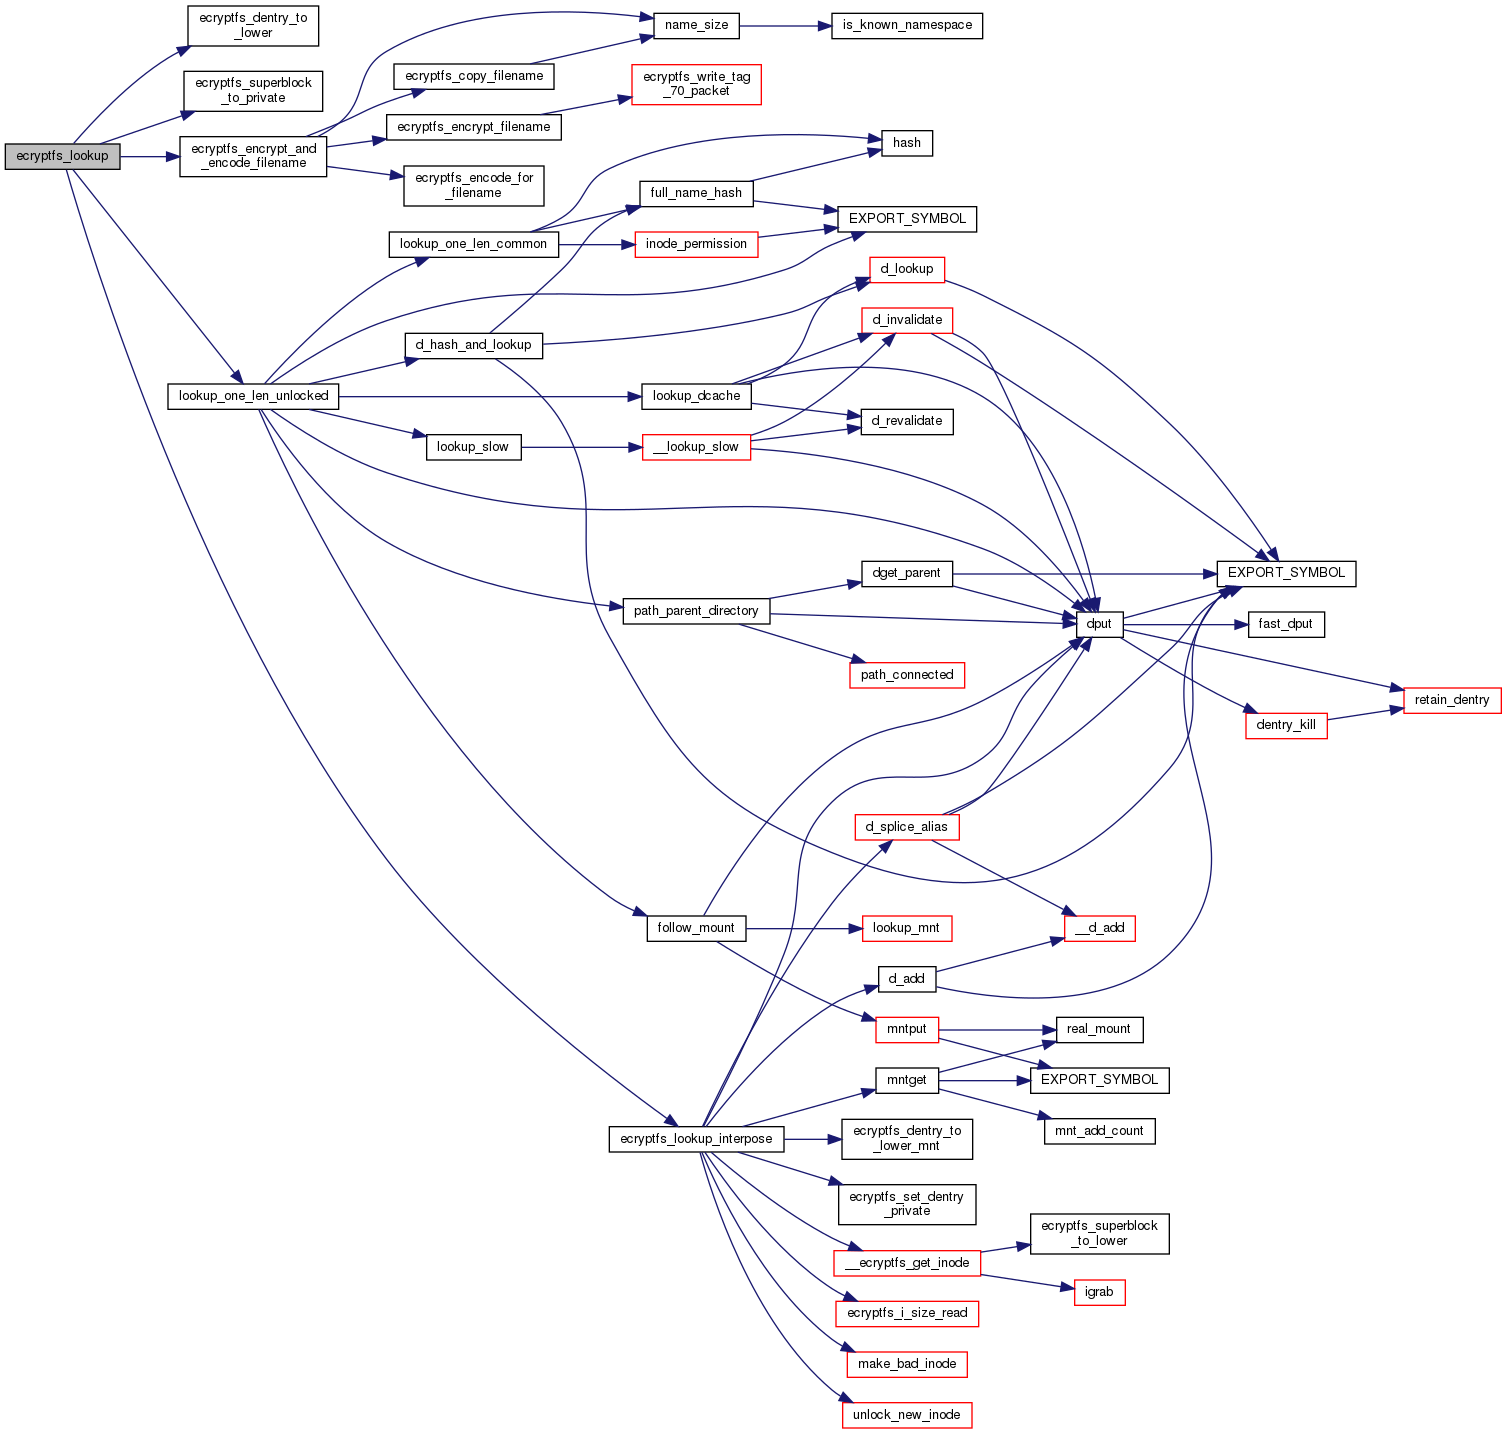 ecryptfs_lookup
ecryptfs_dentry_to
_lower
ecryptfs_superblock
_to_private
ecryptfs_encrypt_and
_encode_filename
lookup_one_len_unlocked
ecryptfs_copy_filename
ecryptfs_encrypt_filename
ecryptfs_encode_for
_filename
lookup_one_len_common
d_hash_and_lookup
lookup_slow
name_size
ecryptfs_write_tag
_70_packet
full_name_hash
inode_permission
lookup_dcache
__lookup_slow
path_parent_directory
follow_mount
ecryptfs_lookup_interpose
is_known_namespace
hash
EXPORT_SYMBOL
d_lookup
d_invalidate
d_revalidate
dget_parent
path_connected
d_splice_alias
lookup_mnt
d_add
mntput
mntget
ecryptfs_dentry_to
_lower_mnt
ecryptfs_set_dentry
_private
__ecryptfs_get_inode
ecryptfs_i_size_read
make_bad_inode
unlock_new_inode
dput
__d_add
real_mount
EXPORT_SYMBOL
mnt_add_count
ecryptfs_superblock
_to_lower
igrab
EXPORT_SYMBOL
fast_dput
dentry_kill
retain_dentry